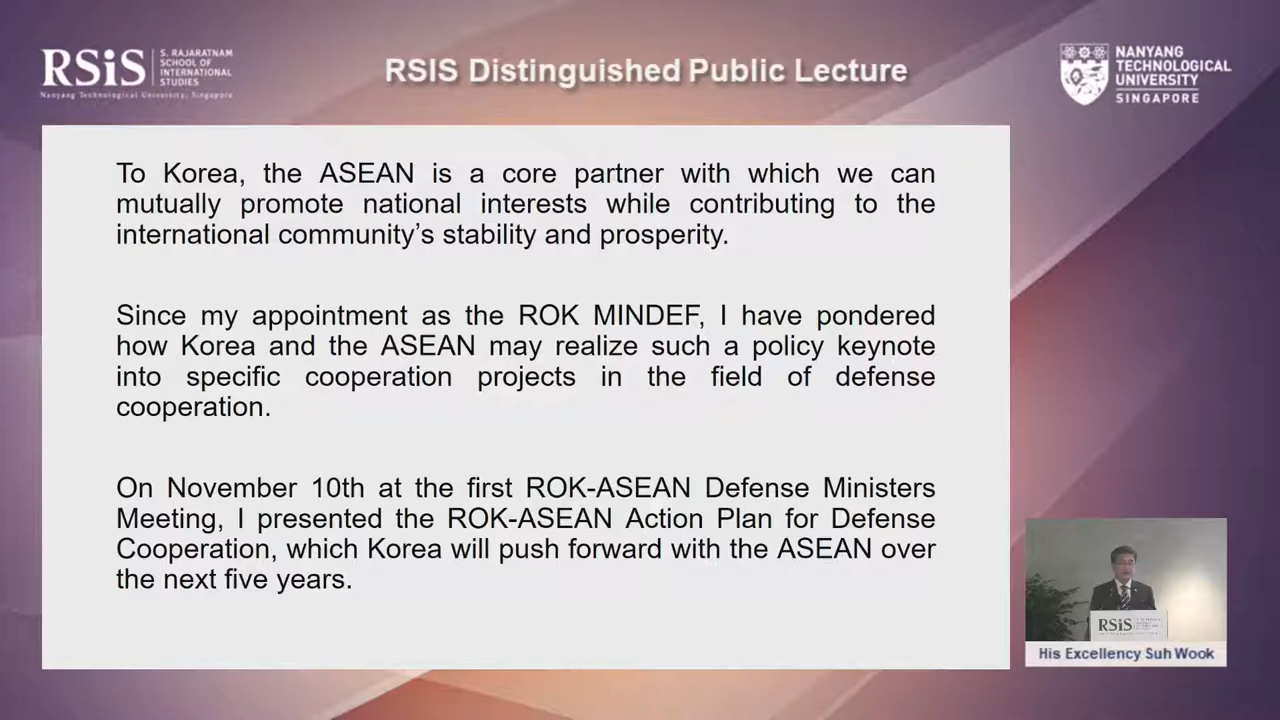 RSiS
S. RAJARATNAM
SCHOOL OF
INTERNATIONAL
STUDIES
Nanyang Technological University, Singapore
RSIS Distinguished Public Lecture
NANYANG
TECHNOLOGICAL
UNIVERSITY
SINGAPORE
To Korea, the ASEAN is a core partner with which we can
mutually promote national interests while contributing to the
international community’s stability and prosperity.
Since my appointment as the ROK MINDEF, I have pondered
how Korea and the ASEAN may realize such a policy keynote
into specific cooperation projects in the field of defense
cooperation.
On November 10th at the first ROK-ASEAN Defense Ministers
Meeting, I presented the ROK-ASEAN Action Plan for Defense
Cooperation, which Korea will push forward with the ASEAN over
the next five years.
RSiS
His Excellency Suh Wook